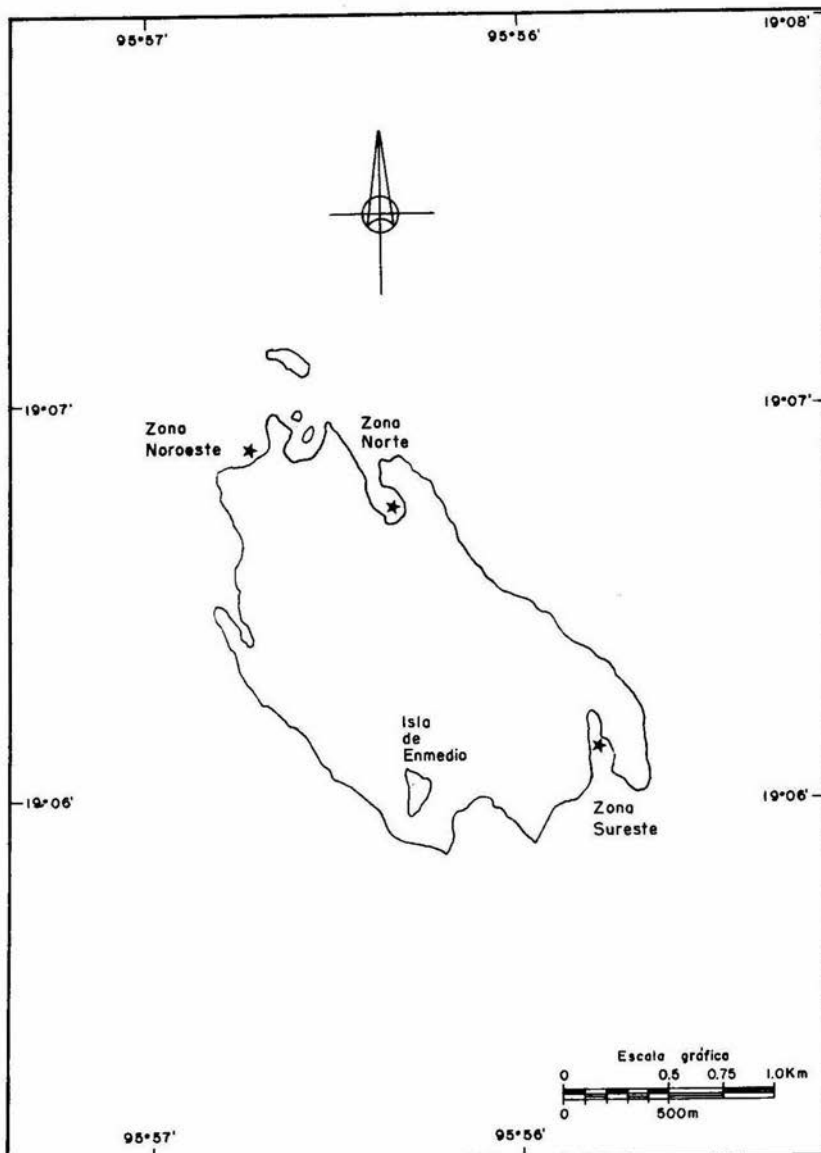 95°57' 95°56' 19°08'
19°07' 19°07'
Zona
Noroeste
Zona
Norte
Isla
de
Enmedio
19°06' 19°06'
Zona
Sureste
Escala gráfica
0 0.5 0.75 1.0Km
0 500m
95°57' 95°56'